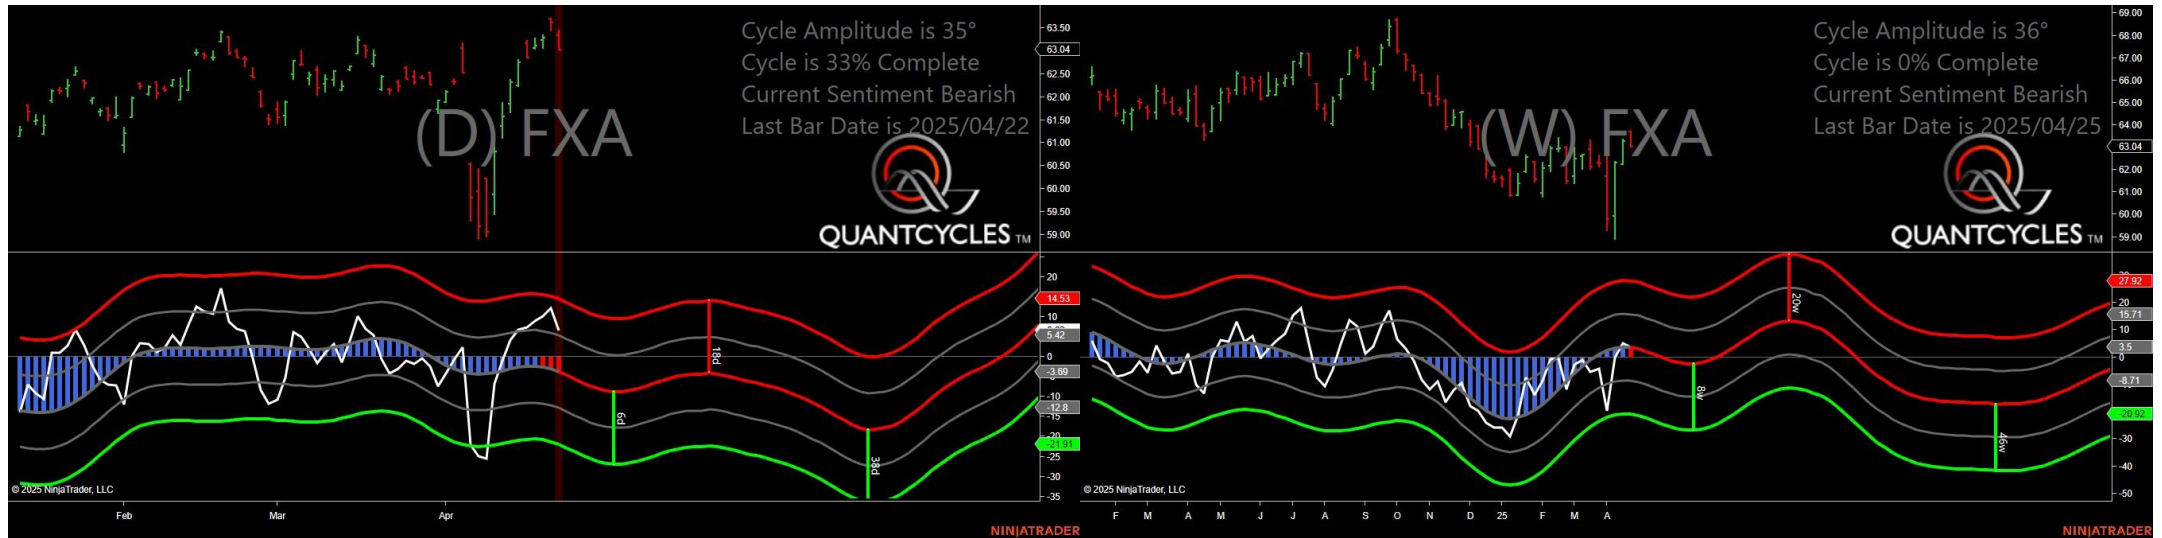 Cycle Amplitude is 35°
Cycle is 33% Complete
Current Sentiment Bearish
Last Bar Date is 2025/04/22
(D) FXA
QUANTCYCLES TM
63.50
63.04
62.50
62.00
61.50
61.00
60.50
60.00
59.50
59.00
20
14.53
10
5.42
0
-3.69
-10
-12.8
-15
-20
-21.91
-25
-30
-35
6d
18d
38d
© 2025 NinjaTrader, LLC
Feb Mar Apr
NINJATRADER
Cycle Amplitude is 36°
Cycle is 0% Complete
Current Sentiment Bearish
Last Bar Date is 2025/04/25
(W) FXA
QUANTCYCLES TM
69.00
68.00
67.00
66.00
65.00
64.00
63.04
62.00
61.00
60.00
59.00
27.92
20
15.71
10
3.5
0
-8.71
-20.92
-30
-40
-50
8w
20w
46w
© 2025 NinjaTrader, LLC
F M A M J J A S O N D 25 F M A
NINJATRADER